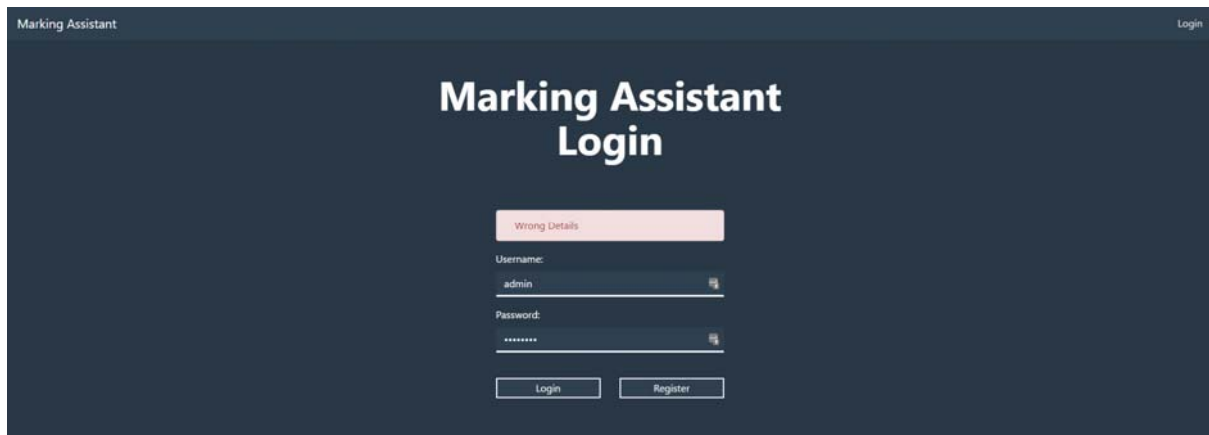 Marking Assistant
Login
Marking Assistant
Login
Wrong Details
Username:
admin
Password:
••••••••
Login
Register